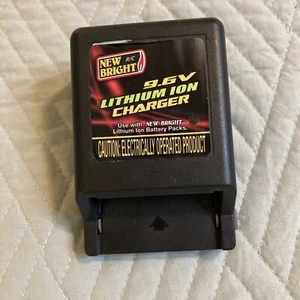 NEW R/C
BRIGHT
9.6V
LITHIUM ION
CHARGER
Use with NEW BRIGHT
Lithium Ion Battery Packs.
CAUTION: ELECTRICALLY OPERATED PRODUCT